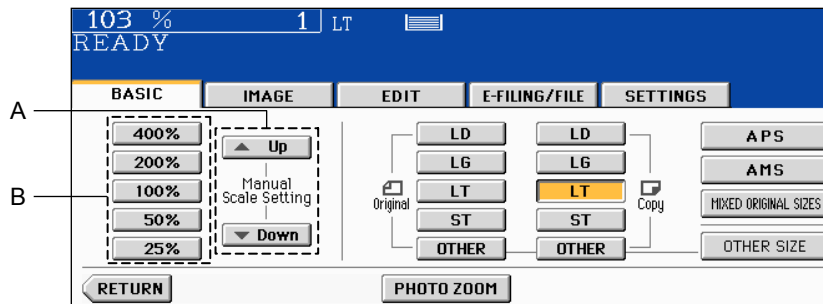 103 % 1 LT
READY
BASIC IMAGE EDIT E-FILING/FILE SETTINGS
A
B
400%
200%
100%
50%
25%
Up
Manual
Scale Setting
Down
Original
LD
LG
LT
ST
OTHER
LD
LG
LT
ST
OTHER
Copy
APS
AMS
MIXED ORIGINAL SIZES
OTHER SIZE
RETURN PHOTO ZOOM